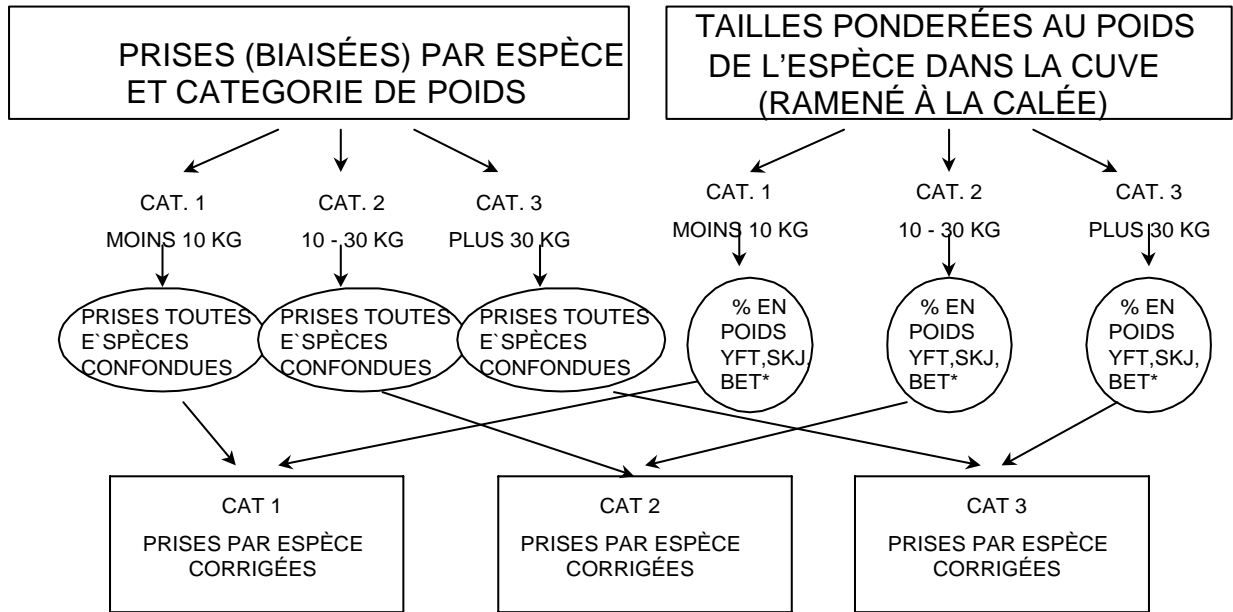 PRISES (BIAISÉES) PAR ESPÈCE
ET CATEGORIE DE POIDS
TAILLES PONDERÉES AU POIDS
DE L'ESPÈCE DANS LA CUVE
(RAMENÉ À LA CALÉE)
CAT. 1
MOINS 10 KG
CAT. 2
10 - 30 KG
CAT. 3
PLUS 30 KG
CAT. 1
MOINS 10 KG
CAT. 2
10 - 30 KG
CAT. 3
PLUS 30 KG
PRISES TOUTES
E`SPÈCES
CONFONDUES
PRISES TOUTES
E`SPÈCES
CONFONDUES
PRISES TOUTES
E`SPÈCES
CONFONDUES
% EN
POIDS
YFT,SKJ,
BET*
% EN
POIDS
YFT,SKJ,
BET*
% EN
POIDS
YFT,SKJ,
BET*
CAT 1
PRISES PAR ESPÈCE
CORRIGÉES
CAT 2
PRISES PAR ESPÈCE
CORRIGÉES
CAT 3
PRISES PAR ESPÈCE
CORRIGÉES